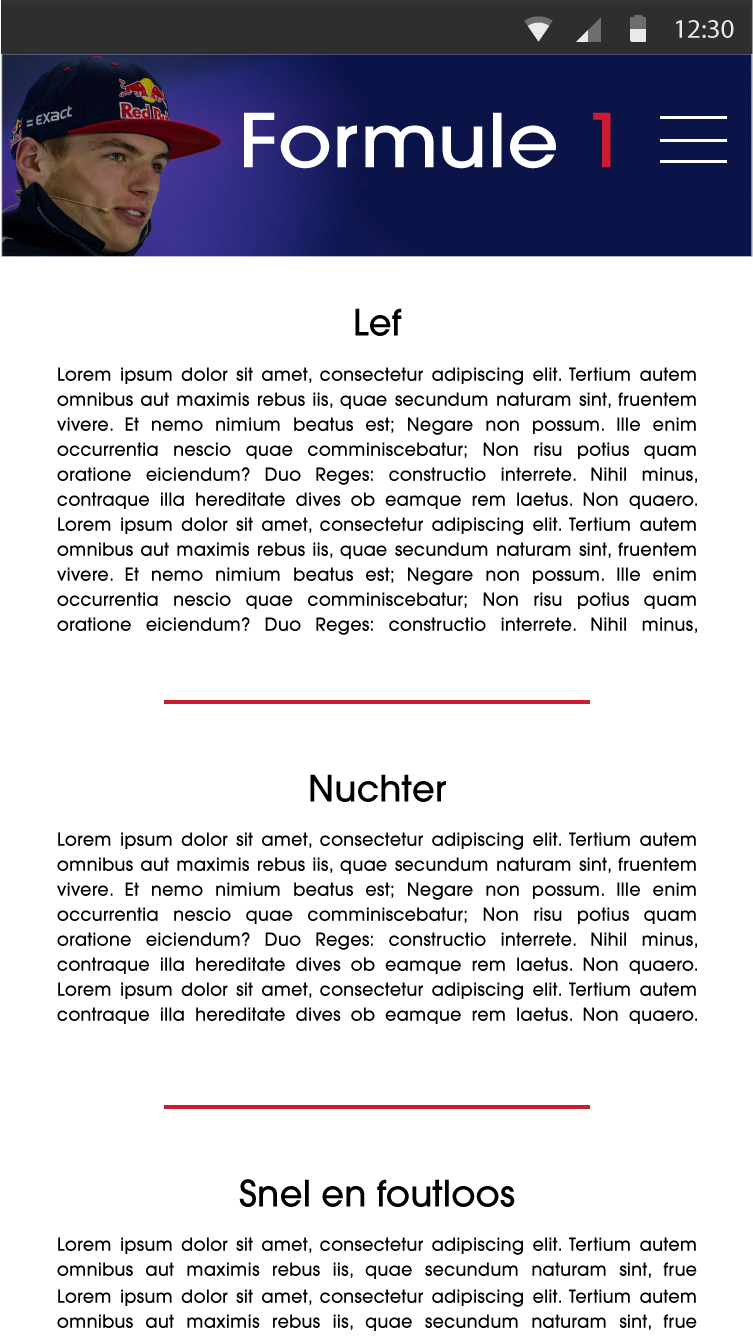 12:30
=EXACT
Red Bu
Formule 1
Lef
Lorem ipsum dolor sit amet, consectetur adipiscing elit. Tertium autem
omnibus aut maximis rebus iis, quae secundum naturam sint, fruentem
vivere. Et nemo nimium beatus est; Negare non possum. Ille enim
occurrentia nescio quae comminiscebatur; Non risu potius quam
oratione eiciendum? Duo Reges: constructio interrete. Nihil minus,
contraque illa hereditate dives ob eamque rem laetus. Non quaero.
Lorem ipsum dolor sit amet, consectetur adipiscing elit. Tertium autem
omnibus aut maximis rebus iis, quae secundum naturam sint, fruentem
vivere. Et nemo nimium beatus est; Negare non possum. Ille enim
occurrentia nescio quae comminiscebatur; Non risu potius quam
oratione eiciendum? Duo Reges: constructio interrete. Nihil minus,
Nuchter
Lorem ipsum dolor sit amet, consectetur adipiscing elit. Tertium autem
omnibus aut maximis rebus iis, quae secundum naturam sint, fruentem
vivere. Et nemo nimium beatus est; Negare non possum. Ille enim
occurrentia nescio quae comminiscebatur; Non risu potius quam
oratione eiciendum? Duo Reges: constructio interrete. Nihil minus,
contraque illa hereditate dives ob eamque rem laetus. Non quaero.
Lorem ipsum dolor sit amet, consectetur adipiscing elit. Tertium autem
contraque illa hereditate dives ob eamque rem laetus. Non quaero.
Snel en foutloos
Lorem ipsum dolor sit amet, consectetur adipiscing elit. Tertium autem
omnibus aut maximis rebus iis, quae secundum naturam sint, frue
Lorem ipsum dolor sit amet, consectetur adipiscing elit. Tertium autem
omnibus aut maximis rebus iis, quae secundum naturam sint, frue